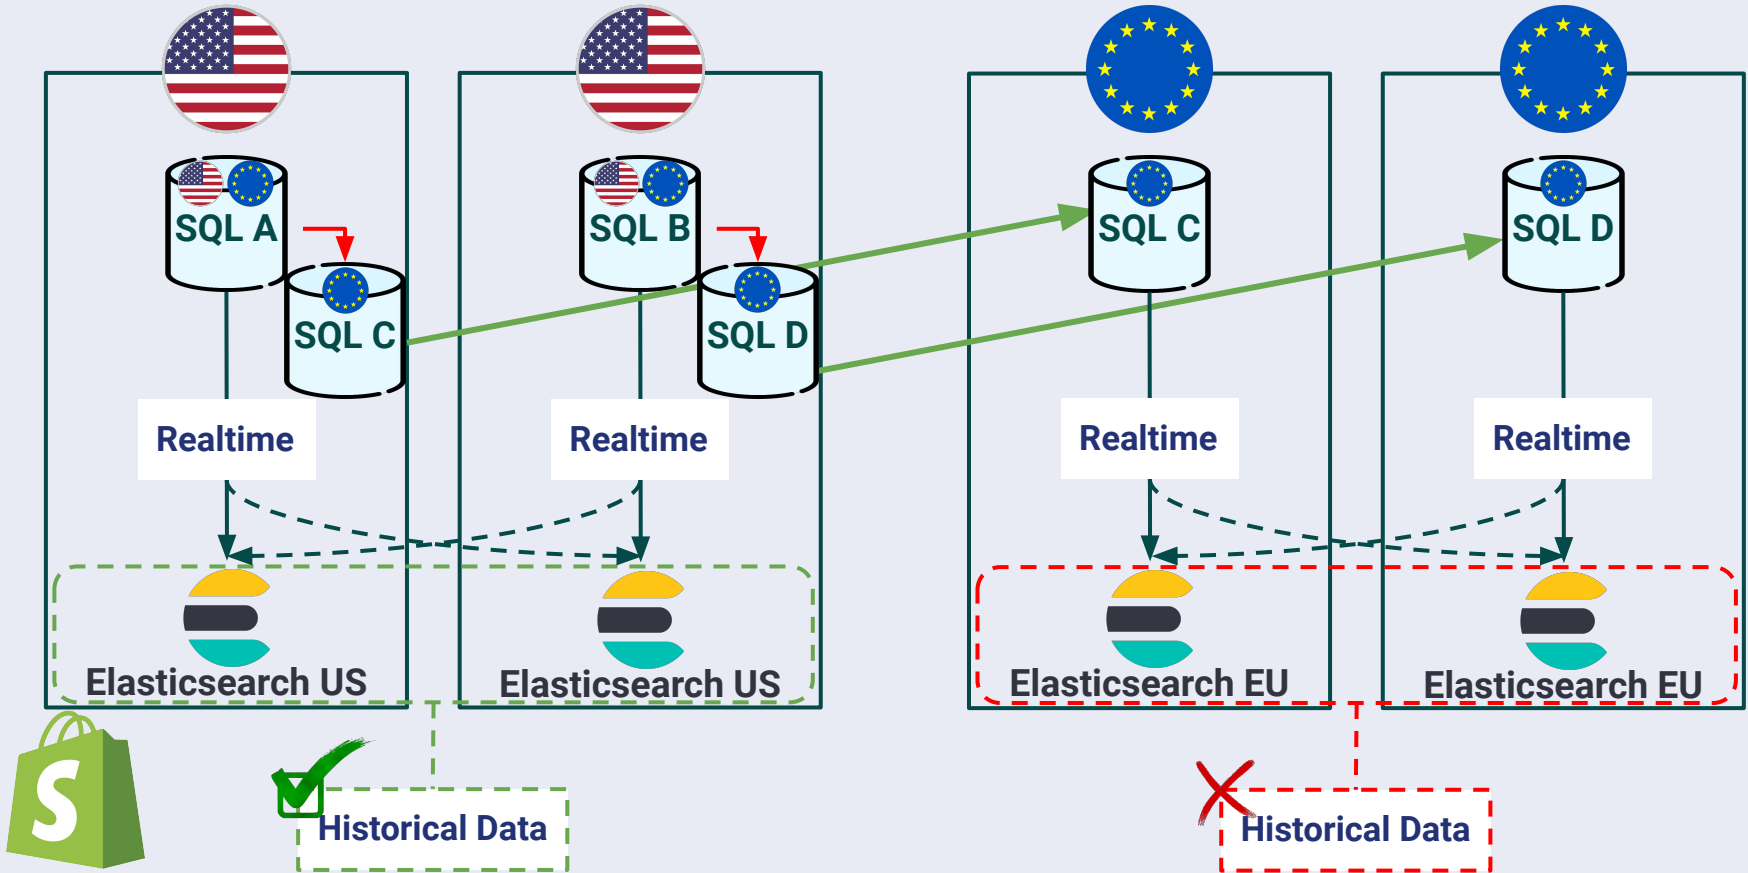 SQL A
SQL B
SQL C
SQL D
SQL C
SQL D
Realtime
Realtime
Realtime
Realtime
Elasticsearch US
Elasticsearch US
Elasticsearch EU
Elasticsearch EU
S
Historical Data
Historical Data